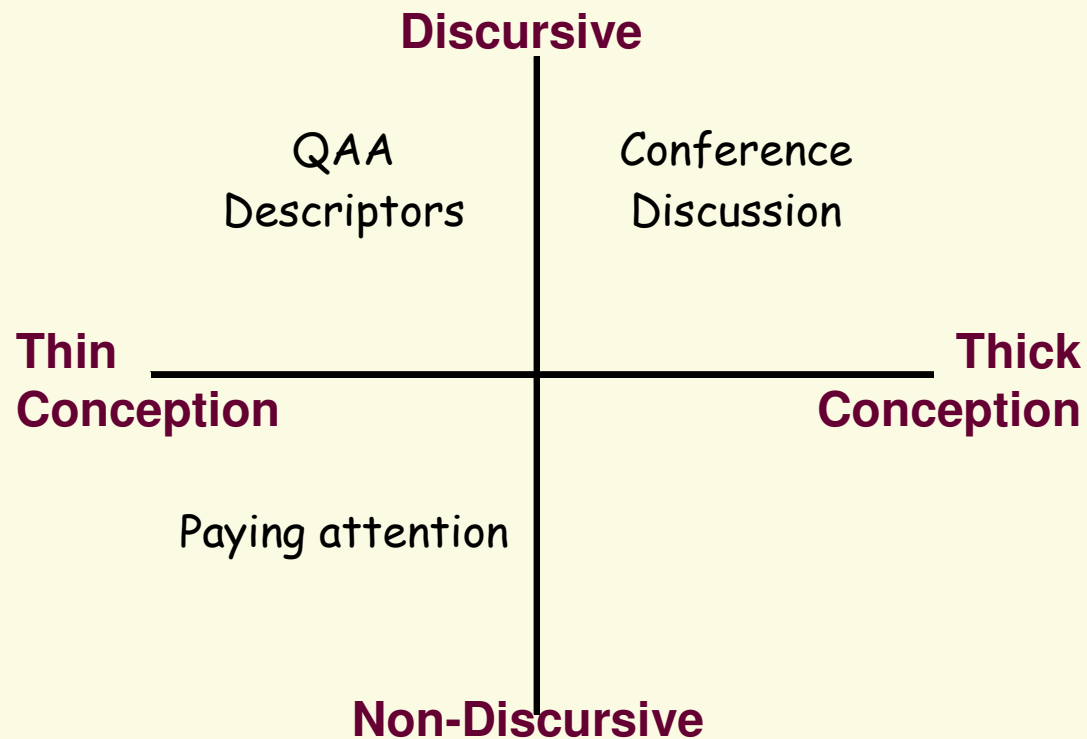 Discursive
QAA
Descriptors
Conference
Discussion
Thin
Conception
Thick
Conception
Paying attention
Non-Discursive